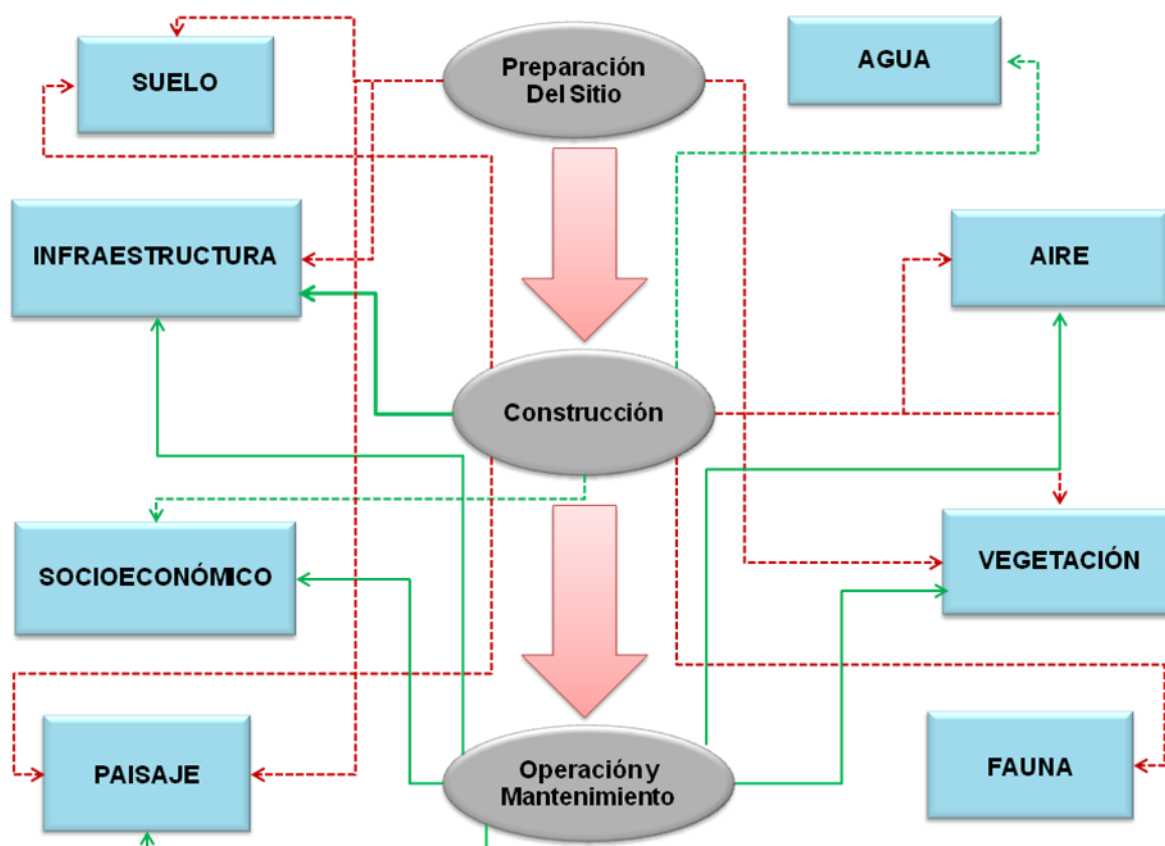 SUELO
Preparación
Del Sitio
AGUA
INFRAESTRUCTURA
AIRE
Construcción
SOCIOECONÓMICO
VEGETACIÓN
PAISAJE
Operación y
Mantenimiento
FAUNA